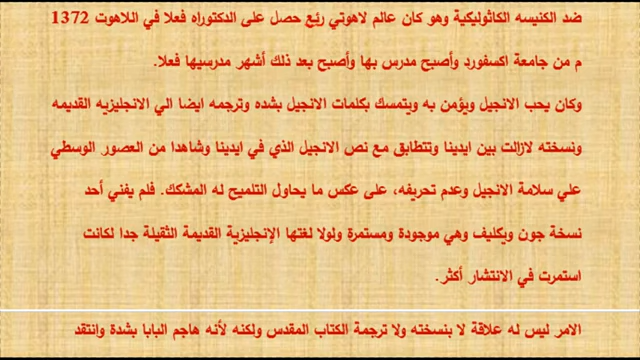 ضد الكنيسه الكاثوليكية وهو كان عالم لاهوتي رئع حصل على الدكتوراه فعلا في اللاهوت 1372
م من جامعة اكسفورد وأصبح مدرس بها وأصبح بعد ذلك أشهر مدرسيها فعلا.
وكان يحب الانجيل ويؤمن به ويتمسك بكلمات الانجيل بشده وترجمه ايضا الي الانجليزيه القديمه
ونسخته لازالت بين ايدينا وتتطابق مع نص الانجيل الذي في ايدينا وشاهدا من العصور الوسطي
علي سلامة الانجيل وعدم تحريفه، على عكس ما يحاول التلميح له المشكك. فلم يفني أحد
نسخة جون ويكليف وهي موجودة ومستمرة ولولا لغتها الإنجليزية القديمة الثقيلة جدا لكانت
استمرت في الانتشار أكثر.
الامر ليس له علاقة لا بنسخته ولا ترجمة الكتاب المقدس ولكنه لأنه هاجم البابا بشدة وانتقد